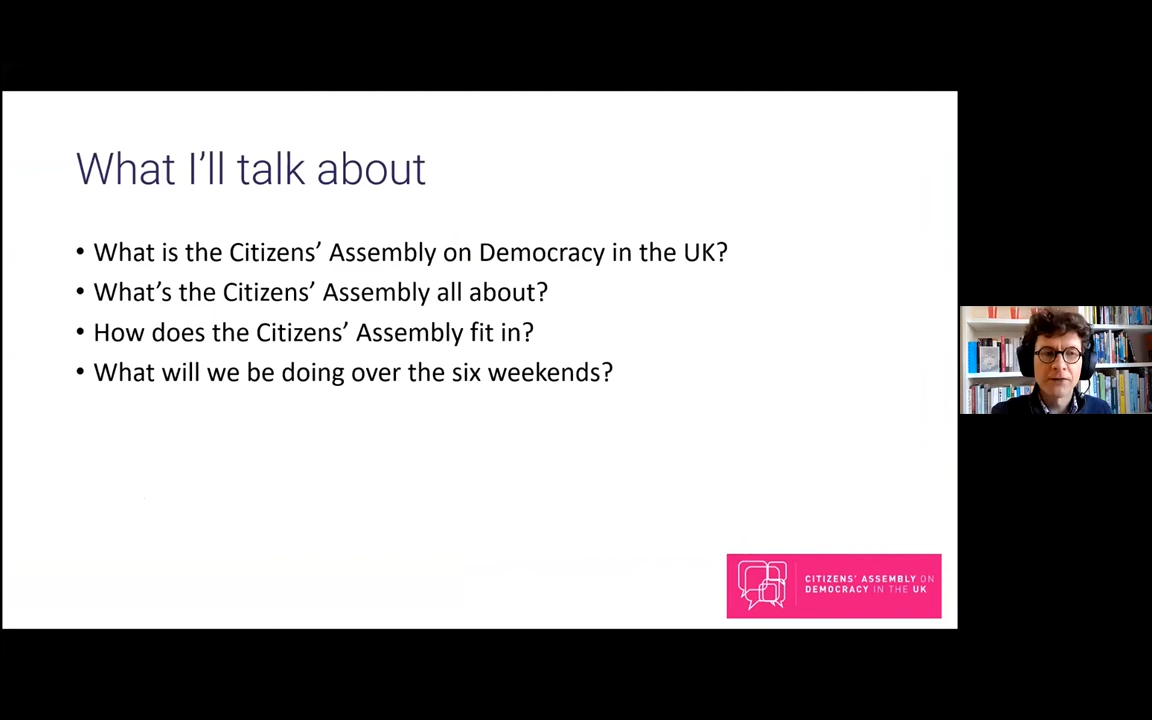 What I’ll talk about
• What is the Citizens’ Assembly on Democracy in the UK?
• What’s the Citizens’ Assembly all about?
• How does the Citizens’ Assembly fit in?
• What will we be doing over the six weekends?
CITIZENS’ ASSEMBLY ON
DEMOCRACY IN THE UK